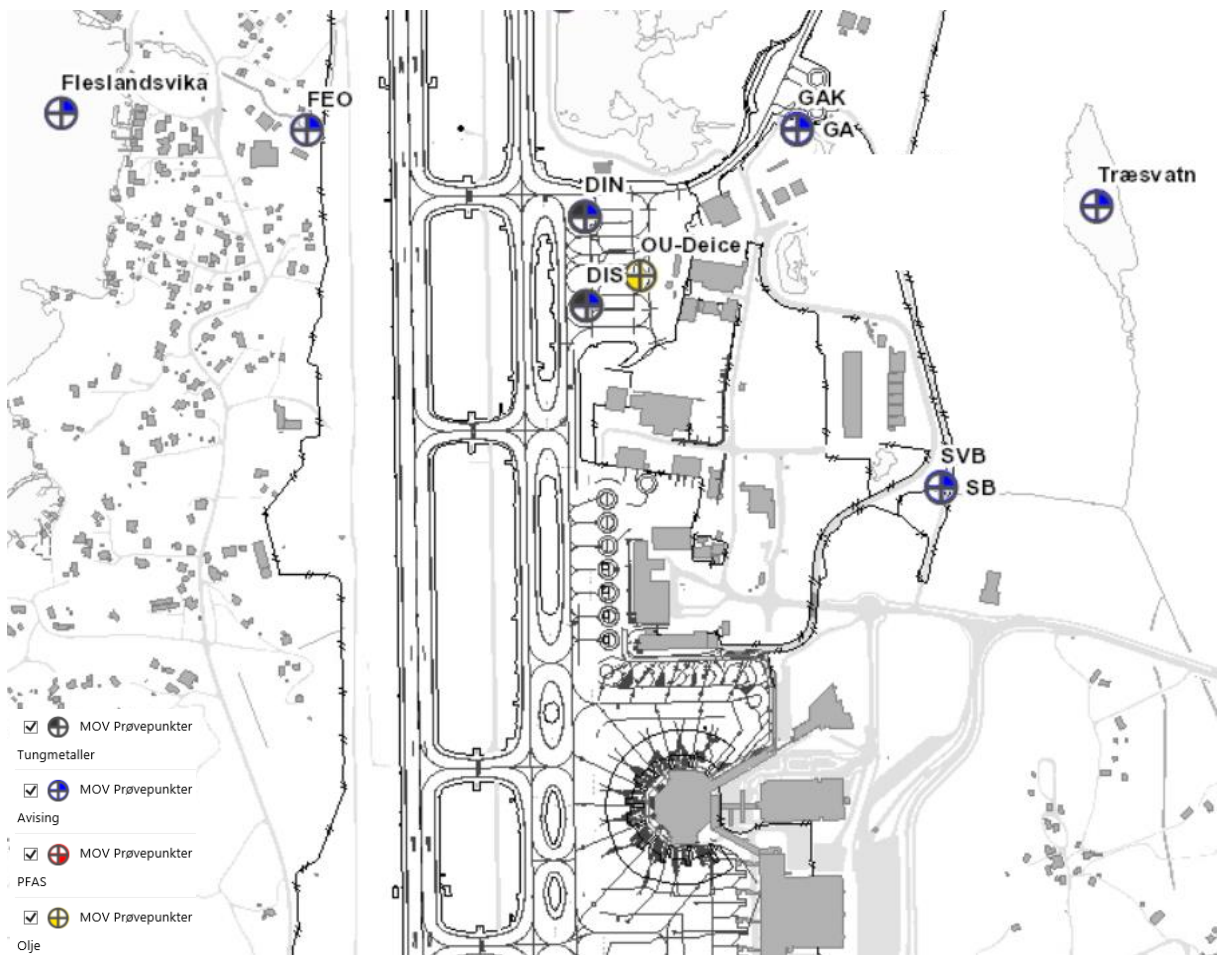 Fleslandsvika
FEO
GAK
GA
DIN
Træsvatn
OU-Deice
DIS
SVB
SB
MOV Prøvepunkter
Tungmetaller
MOV Prøvepunkter
Avising
MOV Prøvepunkter
PFAS
MOV Prøvepunkter
Olje